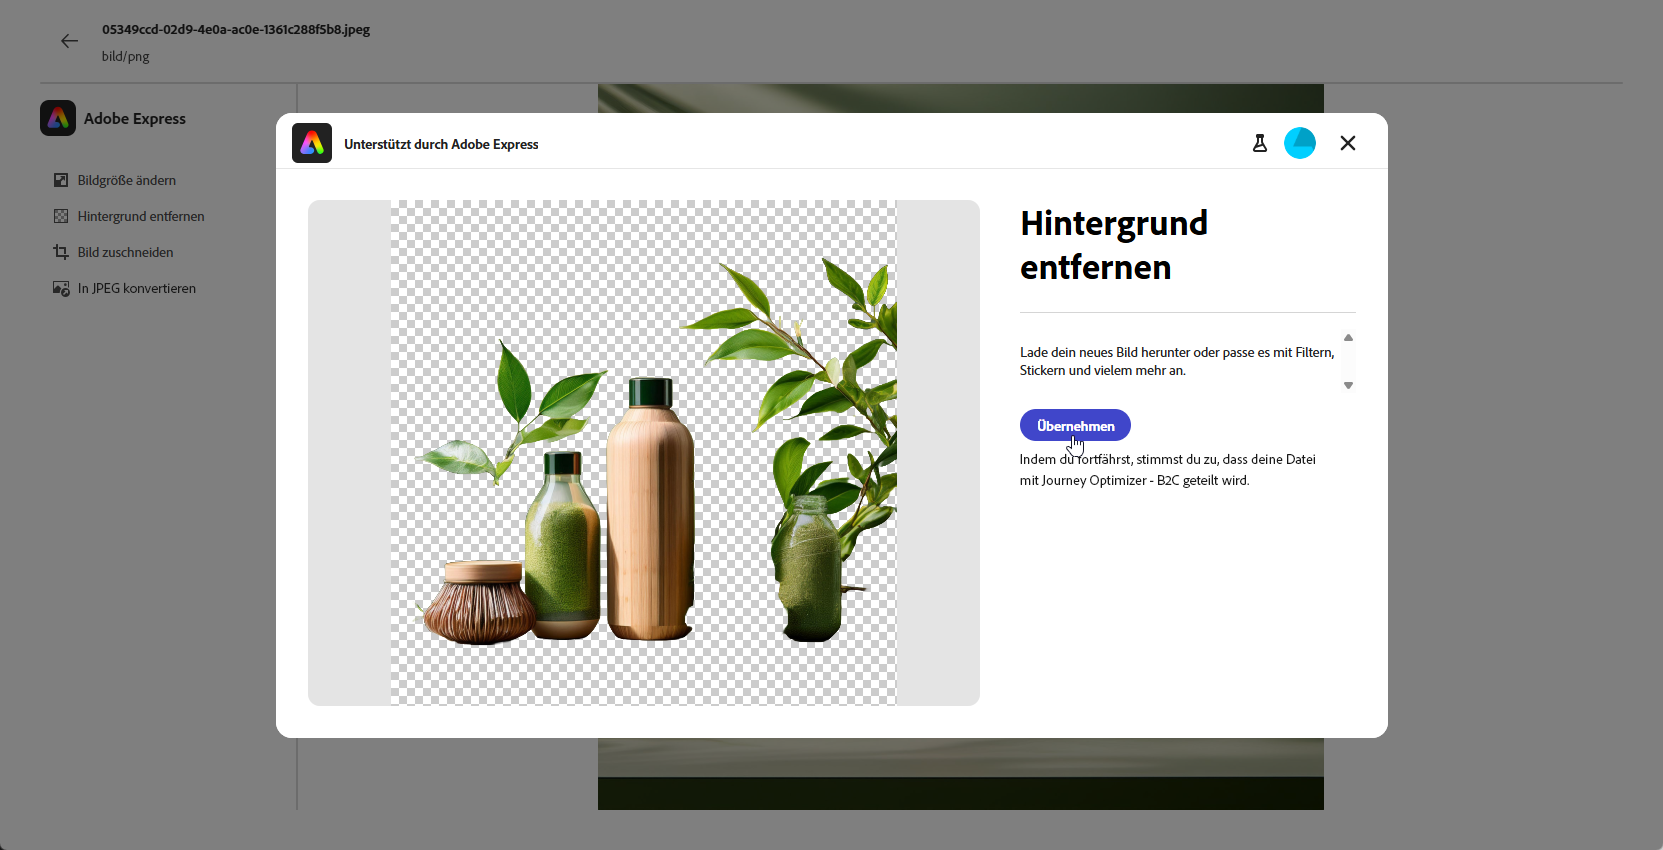 05349ccd-02d9-4e0a-ac0e-1361c288f5b8.jpeg
bild/png
Adobe Express
Bildgröße ändern
Hintergrund entfernen
Bild zuschneiden
In JPEG konvertieren
Unterstützt durch Adobe Express
Hintergrund
entfernen
Lade dein neues Bild herunter oder passe es mit Filtern,
Stickern und vielem mehr an.
Übernehmen
Indem du fortfährst, stimmst du zu, dass deine Datei
mit Journey Optimizer - B2C geteilt wird.